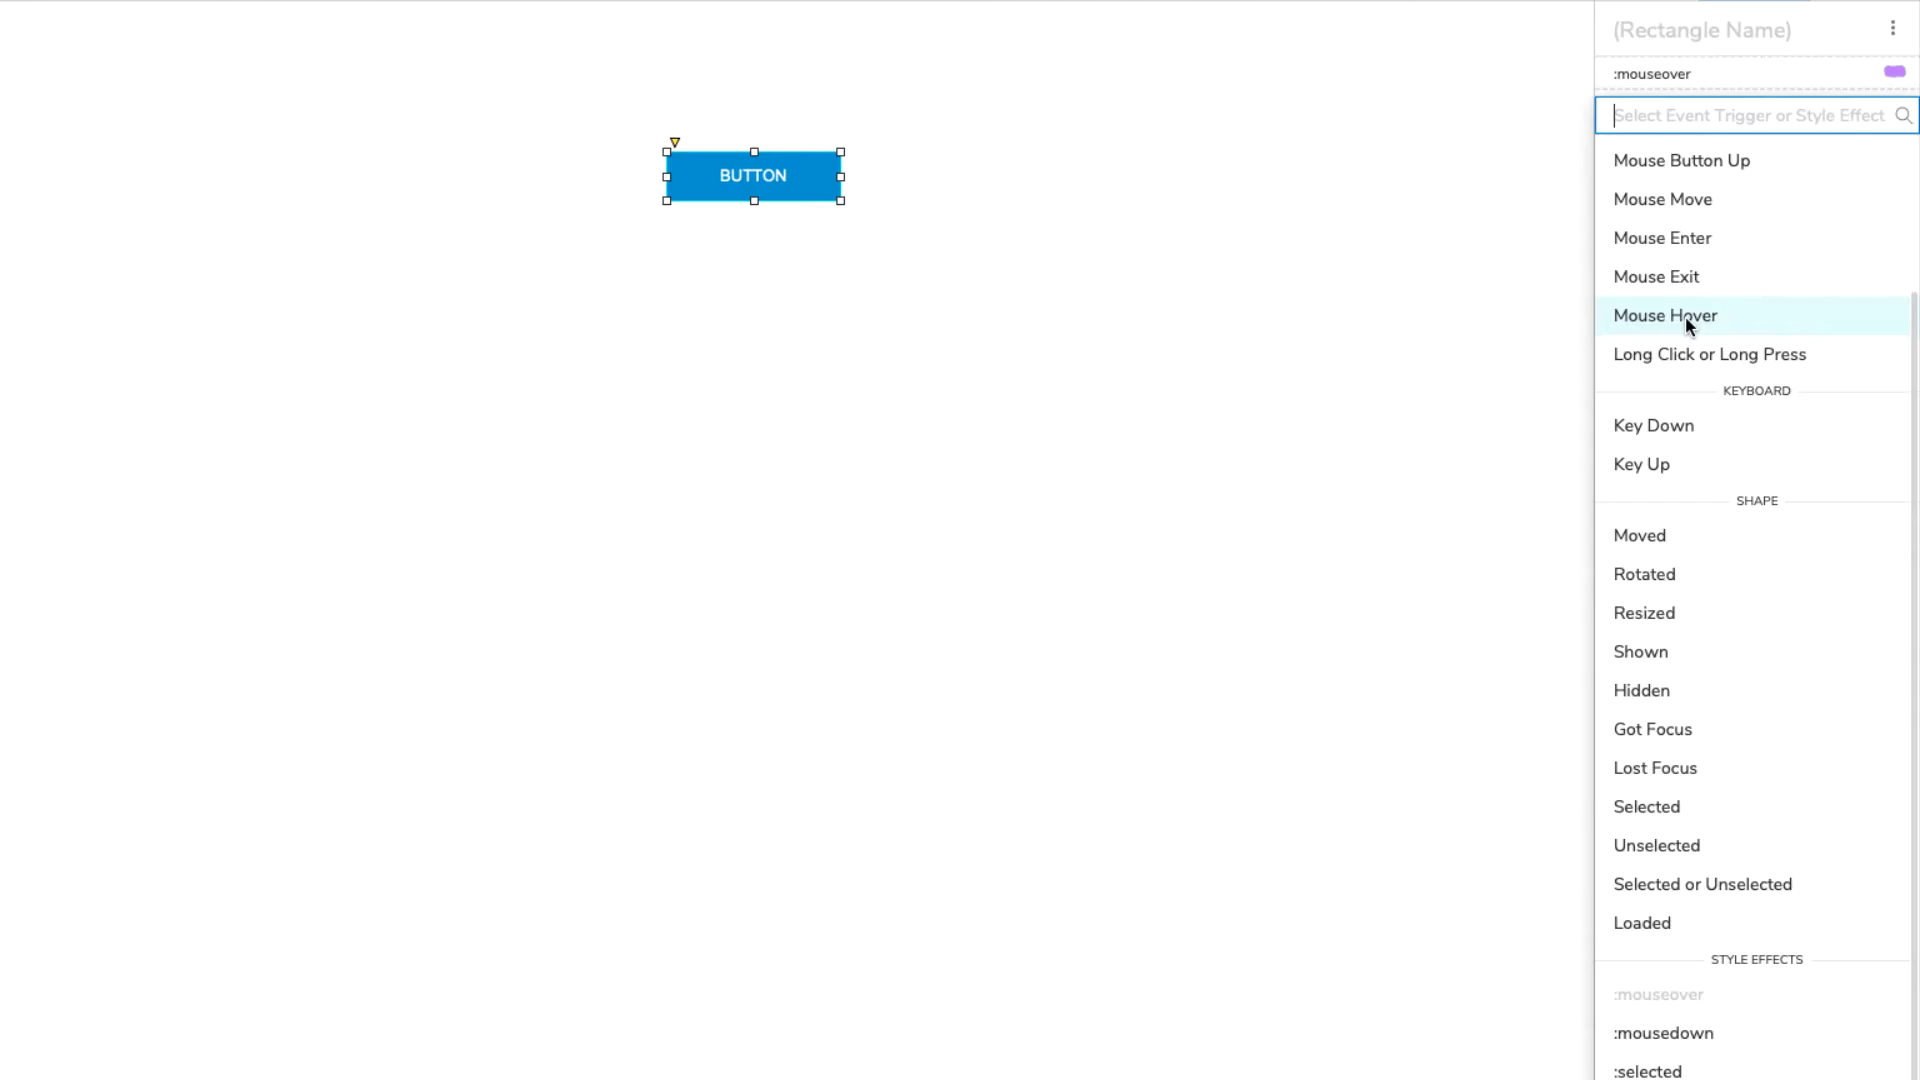 (Rectangle Name)
:mouseover
Select Event Trigger or Style Effect
BUTTON
Mouse Button Up
Mouse Move
Mouse Enter
Mouse Exit
Mouse Hover
Long Click or Long Press
KEYBOARD
Key Down
Key Up
SHAPE
Moved
Rotated
Resized
Shown
Hidden
Got Focus
Lost Focus
Selected
Unselected
Selected or Unselected
Loaded
STYLE EFFECTS
:mouseover
:mousedown
:selected